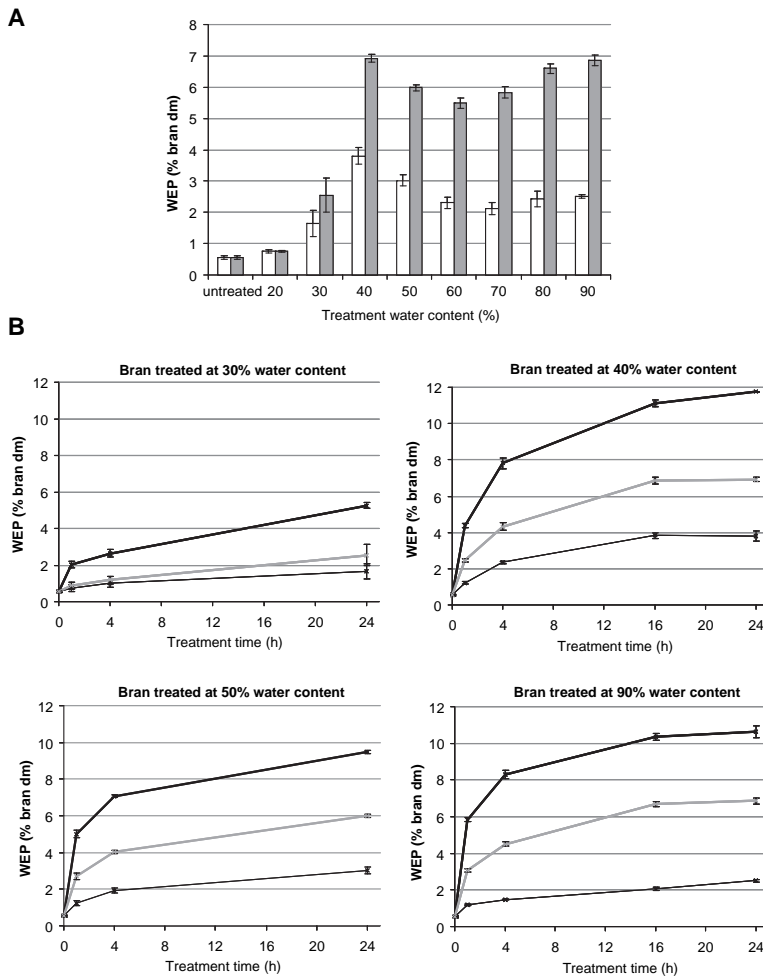 A
8
7
6
5
4
3
2
1
0
WEP (% bran dm)
untreated 20 30 40 50 60 70 80 90
Treatment water content (%)
B
Bran treated at 30% water content
12
10
8
6
4
2
0
WEP (% bran dm)
0 4 8 12 16 20 24
Treatment time (h)
Bran treated at 40% water content
12
10
8
6
4
2
0
WEP (% bran dm)
0 4 8 12 16 20 24
Treatment time (h)
Bran treated at 50% water content
12
10
8
6
4
2
0
WEP (% bran dm)
0 4 8 12 16 20 24
Treatment time (h)
Bran treated at 90% water content
12
10
8
6
4
2
0
WEP (% bran dm)
0 4 8 12 16 20 24
Treatment time (h)